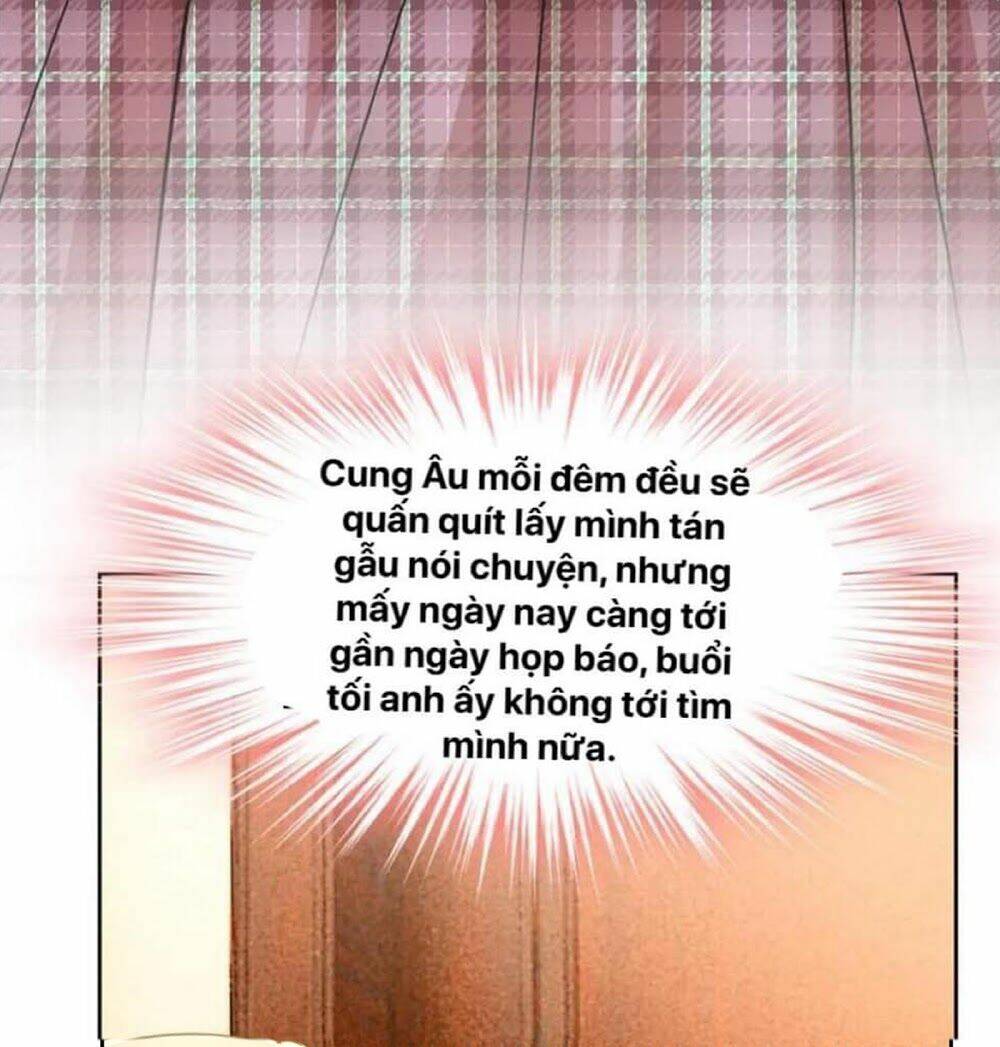 Cung Âu mỗi đêm đều sẽ
quấn quít lấy mình tán
gẫu nói chuyện, nhưng
mấy ngày nay càng tới
gần ngày họp báo, buổi
tối anh ấy không tới tìm
mình nữa.